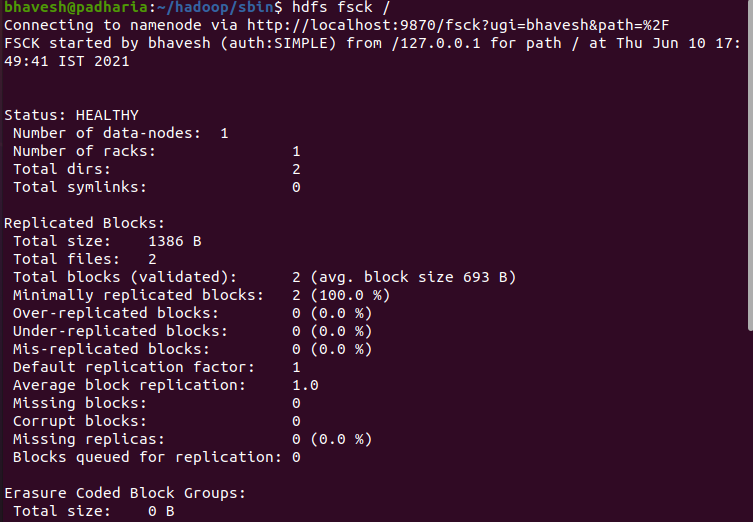 bhavesh@padharia:~/hadoop/sbin$ hdfs fsck /
Connecting to namenode via http://localhost:9870/fsck?ugi=bhavesh&path=%2F
FSCK started by bhavesh (auth:SIMPLE) from /127.0.0.1 for path / at Thu Jun 10 17:
49:41 IST 2021
Status: HEALTHY
Number of data-nodes: 1
Number of racks: 1
Total dirs: 2
Total symlinks: 0
Replicated Blocks:
Total size: 1386 B
Total files: 2
Total blocks (validated): 2 (avg. block size 693 B)
Minimally replicated blocks: 2 (100.0 %)
Over-replicated blocks: 0 (0.0 %)
Under-replicated blocks: 0 (0.0 %)
Mis-replicated blocks: 0 (0.0 %)
Default replication factor: 1
Average block replication: 1.0
Missing blocks: 0
Corrupt blocks: 0
Missing replicas: 0 (0.0 %)
Blocks queued for replication: 0
Erasure Coded Block Groups:
Total size: 0 B